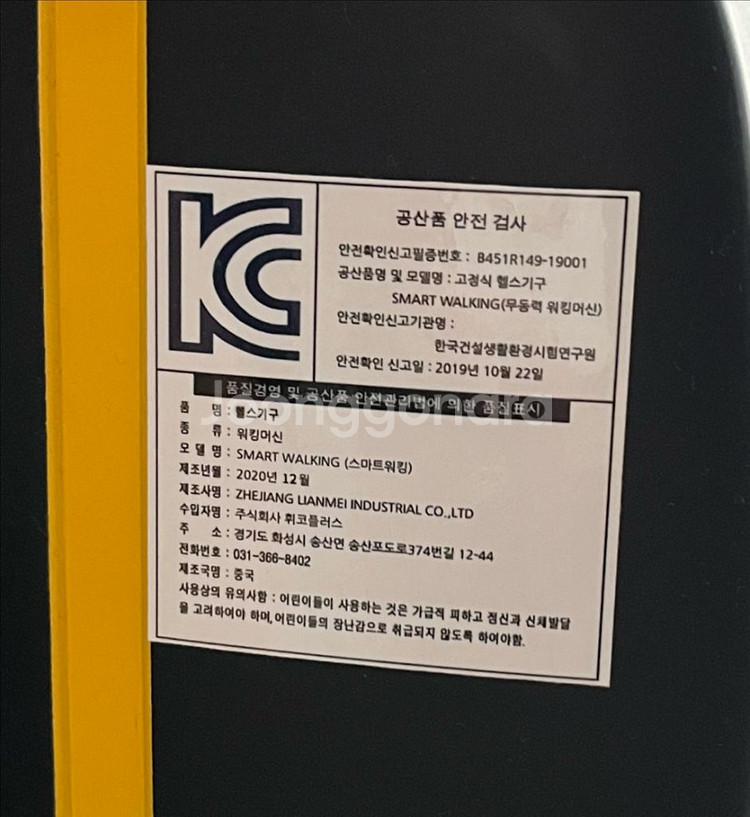 KC
공산품 안전 검사
안전확인신고필증번호 : B451R149-19001
공산품명 및 모델명 : 고정식 헬스기구
SMART WALKING(무동력 워킹머신)
안전확인신고기관명 :
한국건설생활환경시험연구원
안전확인 신고일 : 2019년 10월 22일
품질경영 및 공산품 안전관리법에 의한 품질표시
Jeonggonara
품 명 : 헬스기구
종 류 : 워킹머신
모 델 명 : SMART WALKING (스마트워킹)
제조년월 : 2020년 12월
제조사명 : ZHEJIANG LIANMEI INDUSTRIAL CO.,LTD
수입자명 : 주식회사 휘코플러스
주 소 : 경기도 화성시 송산면 송산포도로374번길 12-44
전화번호 : 031-366-8402
제조국명 : 중국
사용상의 유의사항 : 어린이들이 사용하는 것은 가급적 피하고 정신과 신체발달
을 고려하여야 하며, 어린이들의 장난감으로 취급되지 않도록 하여야함.